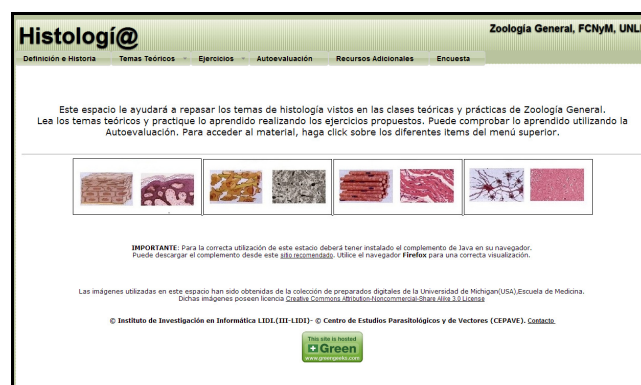 Histologí@
Zoología General, FCNyM, UNL
Definición e Historia Temas Teóricos Ejercicios Autoevaluación Recursos Adicionales Encuesta
Este espacio le ayudará a repasar los temas de histología vistos en las clases teóricas y prácticas de Zoología General.
Lea los temas teóricos y practique lo aprendido realizando los ejercicios propuestos. Puede comprobar lo aprendido utilizando la
Autoevaluación. Para acceder al material, haga click sobre los diferentes items del menú superior.
IMPORTANTE: Para la correcta utilización de este estacio deberá tener instalado el complemento de Java en su navegador.
Puede descargar el complemento desde este sitio recomendado. Utilice el navegador Firefox para una correcta visualización.
Las imágenes utilizadas en este espacio han sido obtenidas de la colección de preparados digitales de la Universidad de Michigan(USA),Escuela de Medicina.
Dichas imágenes poseen licencia Creative Commons Attribution-Noncommercial-Share Alike 3.0 License
© Instituto de Investigación en Informática LIDI.(III-LIDI)- © Centro de Estudios Parasitológicos y de Vectores (CEPAVE). Contacto
This site is hosted
Green
www.greengeeks.com